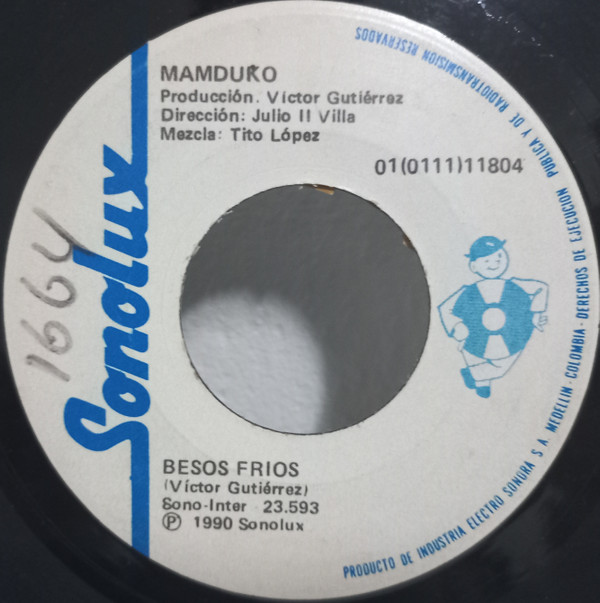 MAMDUKO
Producción. Víctor Gutiérrez
Dirección: Julio II Villa
Mezcla: Tito López
01(0111)11804
Sonolux
1664
BESOS FRIOS
(Víctor Gutiérrez)
Sono-Inter 23.593
Ⓟ 1990 Sonolux
PRODUCTO DE INDUSTRIA ELECTRO SONORA S A. MEDELLIN - COLOMBIA - DERECHOS DE EJECUCION PUBLICA Y DE RADIOTRANSMISION RESERVADOS